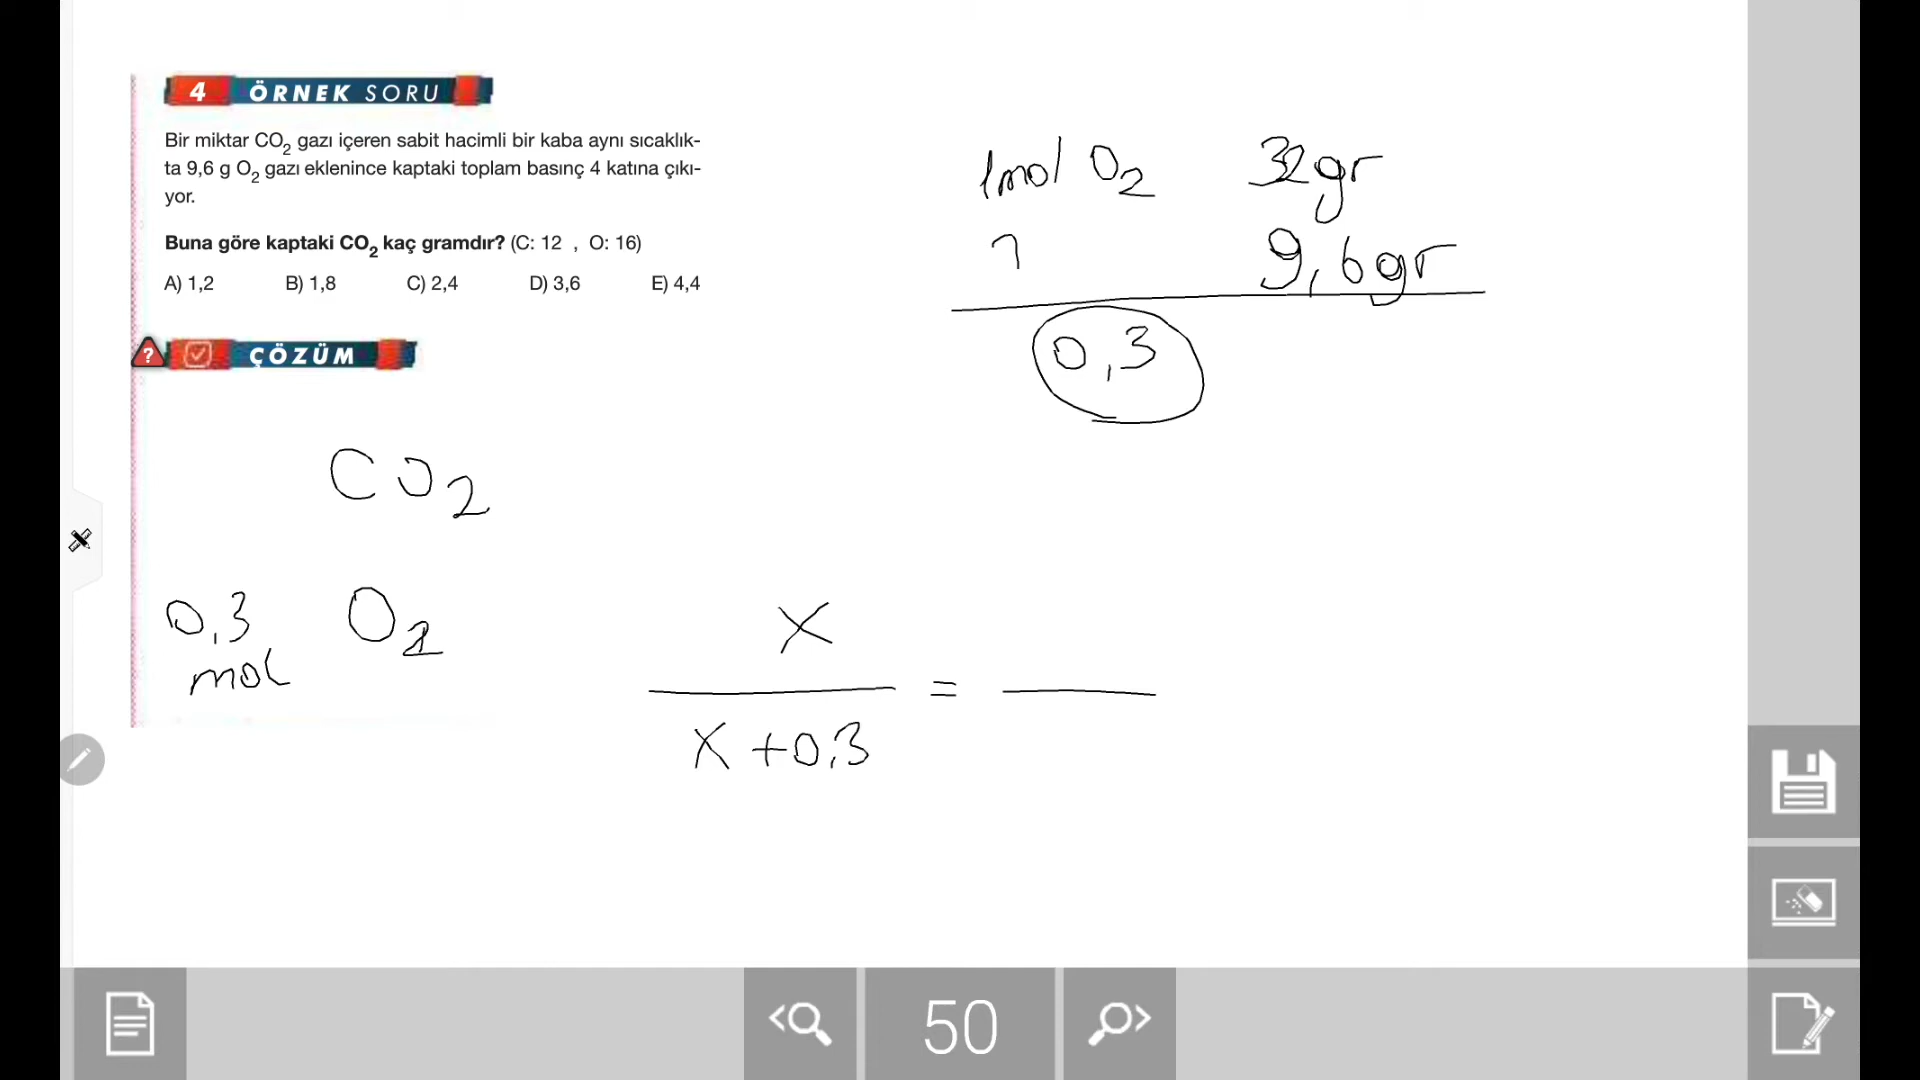 4 ÖRNEK SORU
Bir miktar CO₂ gazı içeren sabit hacimli bir kaba aynı sıcaklık-
ta 9,6 g O₂ gazı eklenince kaptaki toplam basınç 4 katına çıkı-
yor.
Buna göre kaptaki CO₂ kaç gramdır? (C: 12 , O: 16)
A) 1,2 B) 1,8 C) 2,4 D) 3,6 E) 4,4
? ÇÖZÜM
1mol O₂ 32gr
? 9,6gr
0,3
CO₂
0,3 O₂
mol
X
=
X+0,3
50